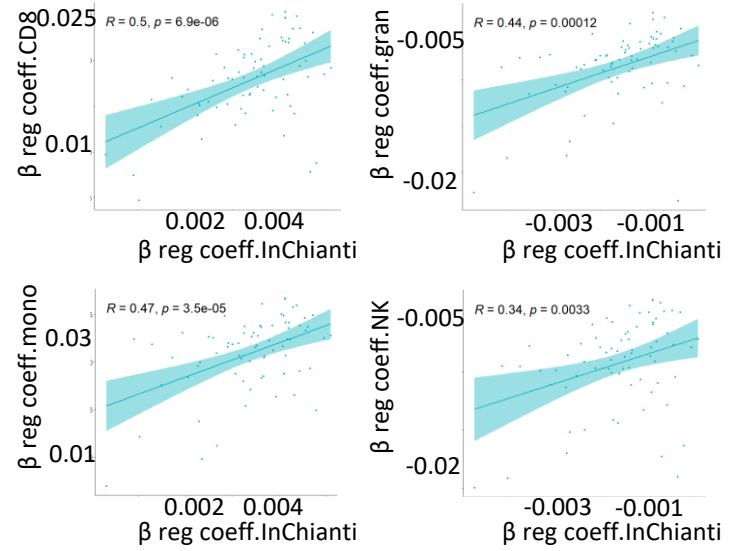 β reg coeff.CD8
0.025
0.01
R = 0.5, p = 6.9e-06
0.002 0.004
β reg coeff.InChianti
β reg coeff.gran
-0.005
-0.02
R = 0.44, p = 0.00012
-0.003 -0.001
β reg coeff.InChianti
β reg coeff.mono
0.03
0.01
R = 0.47, p = 3.5e-05
0.002 0.004
β reg coeff.InChianti
β reg coeff.NK
-0.005
-0.02
R = 0.34, p = 0.0033
-0.003 -0.001
β reg coeff.InChianti